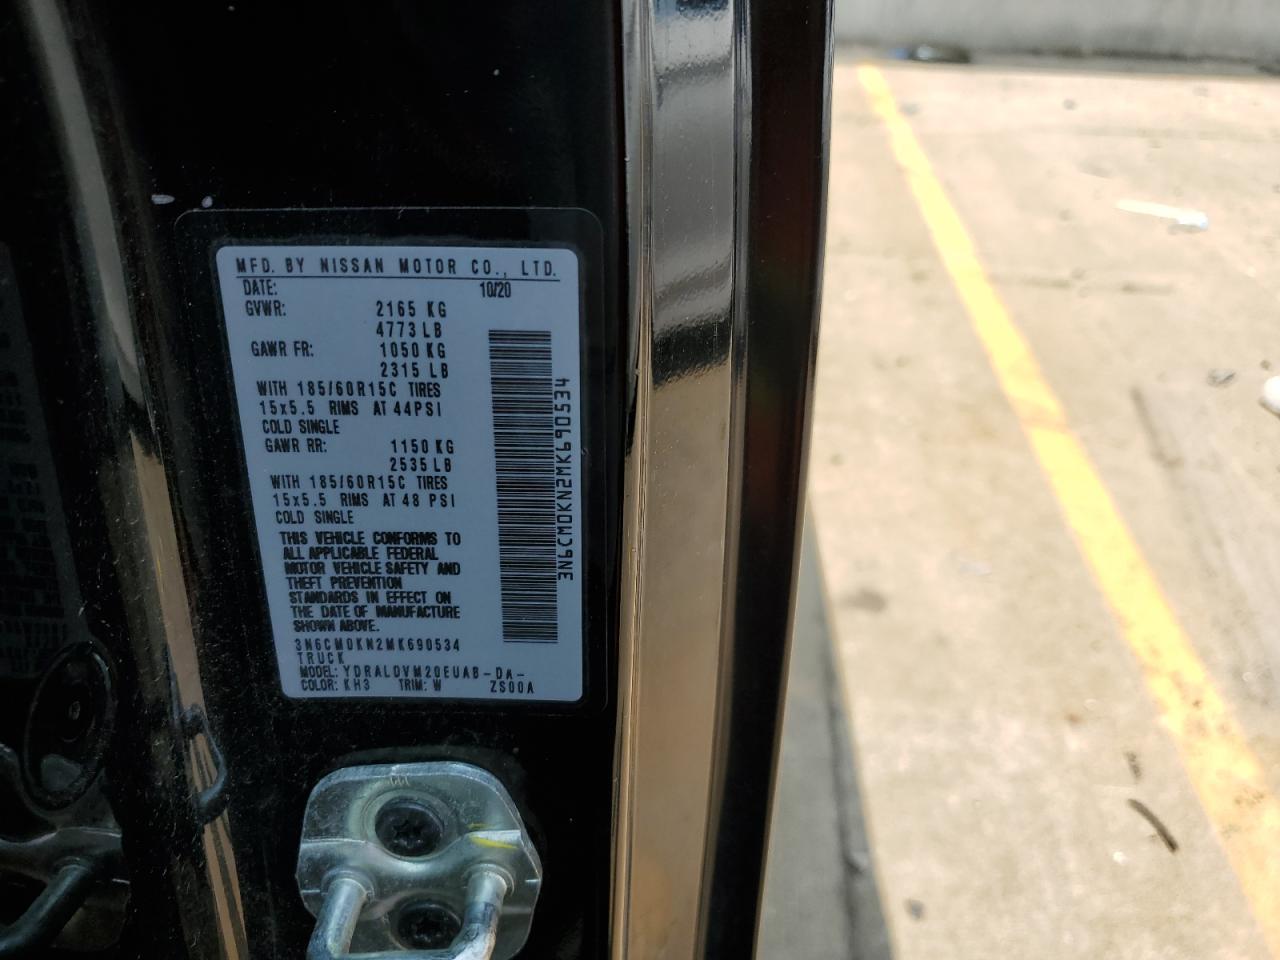 MFD. BY NISSAN MOTOR CO., LTD.
DATE: 10/20
GVWR: 2165 KG
4773 LB
GAWR FR: 1050 KG
2315 LB
WITH 185/60R15C TIRES
15x5.5 RIMS AT 44PSI
COLD SINGLE
GAWR RR: 1150 KG
2535 LB
WITH 185/60R15C TIRES
15x5.5 RIMS AT 48 PSI
COLD SINGLE
THIS VEHICLE CONFORMS TO
ALL APPLICABLE FEDERAL
MOTOR VEHICLE SAFETY AND
THEFT PREVENTION
STANDARDS IN EFFECT ON
THE DATE OF MANUFACTURE
SHOWN ABOVE.
3N6CM0KN2MK690534
TRUCK
MODEL: YDRALDVM20EUAB-DA-
COLOR: KH3 TRIM: W ZS00A
3N6CM0KN2MK690534